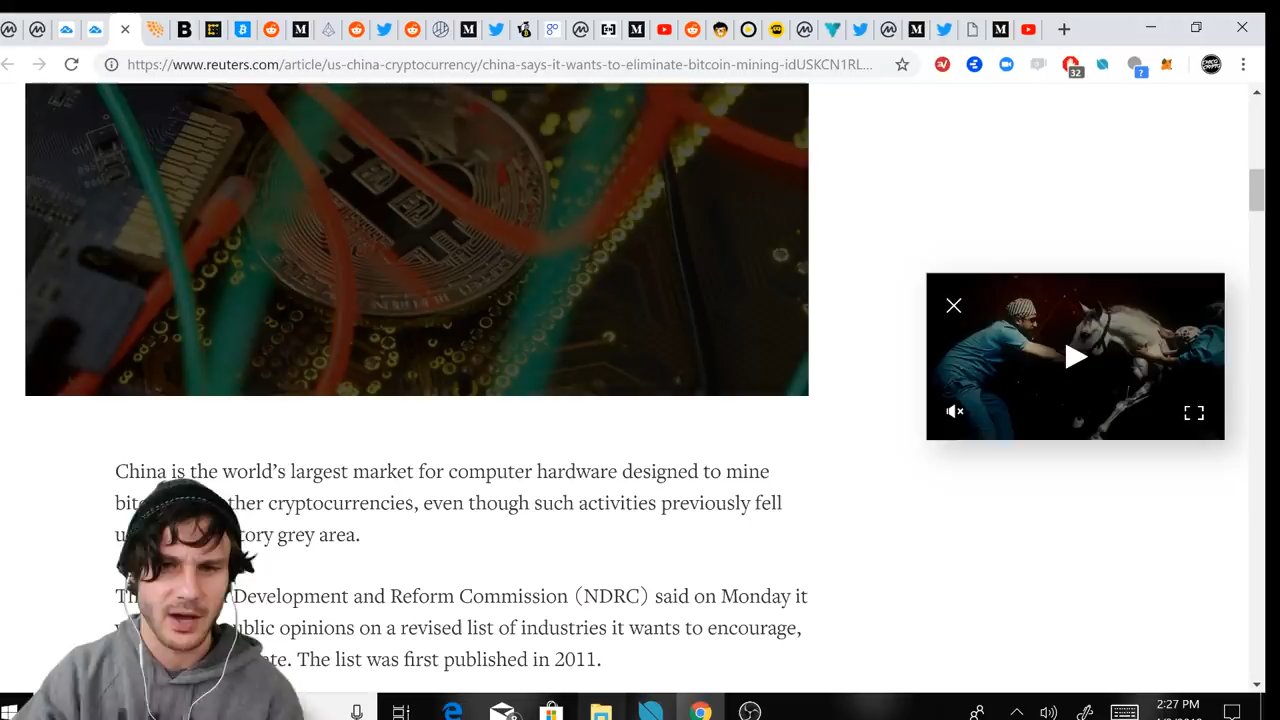 https://www.reuters.com/article/us-china-cryptocurrency/china-says-it-wants-to-eliminate-bitcoin-mining-idUSKCN1RL...
32
?
China is the world's largest market for computer hardware designed to mine
ther cryptocurrencies, even though such activities previously fell
tory grey area.
Development and Reform Commission (NDRC) said on Monday it
ublic opinions on a revised list of industries it wants to encourage,
The list was first published in 2011.
2:27 PM